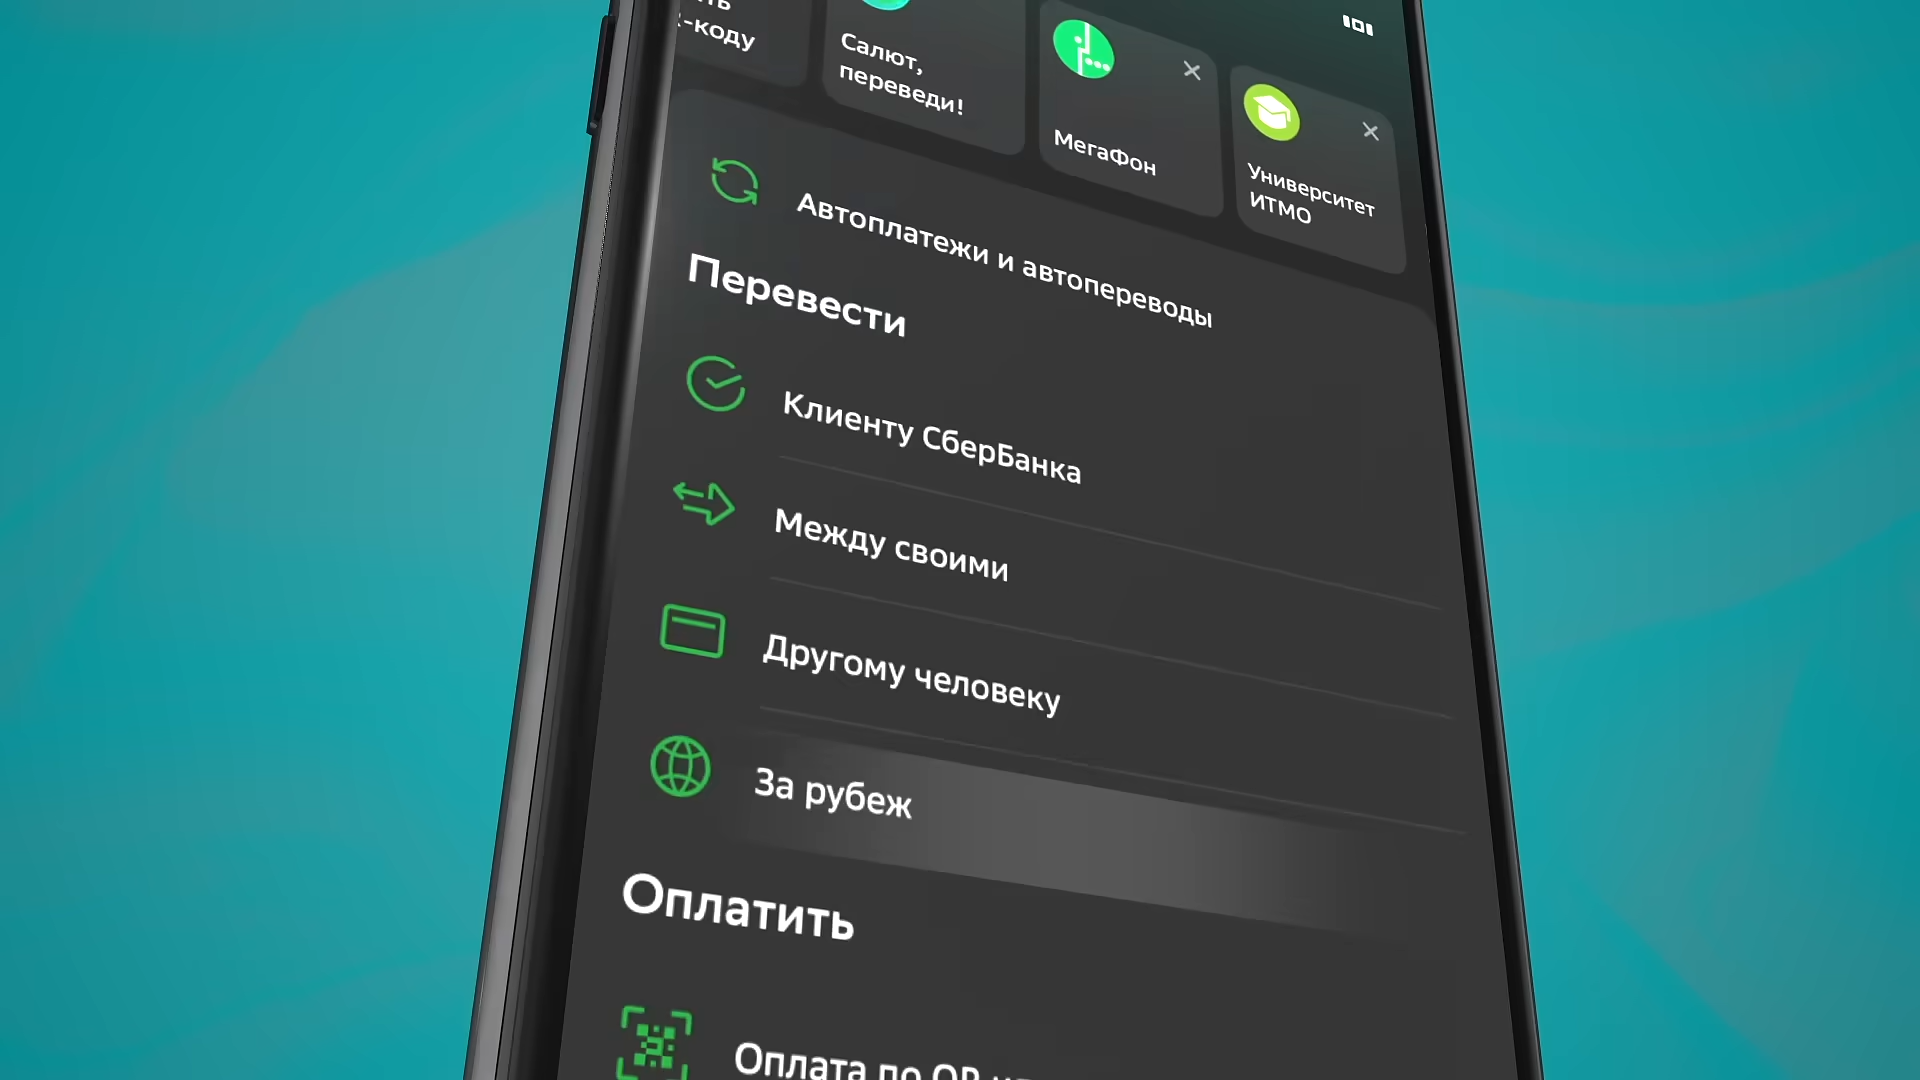 -коду
Салют,
переведи!
МегаФон
Университет
ИТМО
Автоплатежи и автопереводы
Перевести
Клиенту СберБанка
Между своими
Другому человеку
За рубеж
Оплатить
Оплата по QR